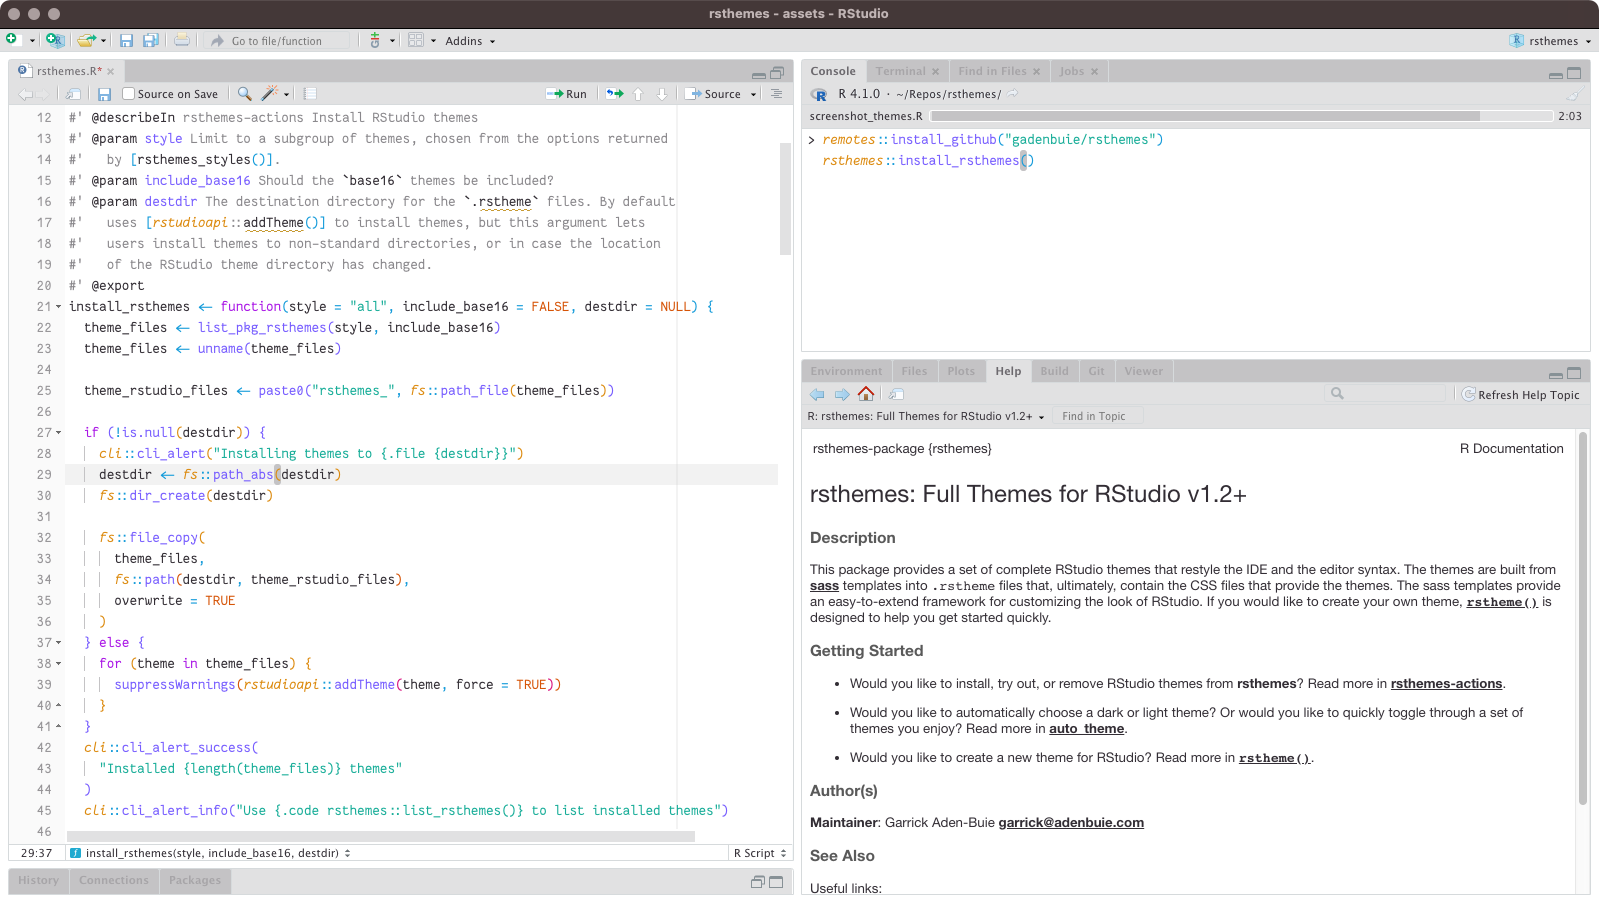 rsthemes - assets - RStudio
Go to file/function
Addins
rsthemes
rsthemes.R*
Source on Save
Run
Source
12 #' @describeIn rsthemes-actions Install RStudio themes
13 #' @param style Limit to a subgroup of themes, chosen from the options returned
14 #'   by [rsthemes_styles()].
15 #' @param include_base16 Should the `base16` themes be included?
16 #' @param destdir The destination directory for the `.rstheme` files. By default
17 #'   uses [rstudioapi::addTheme()] to install themes, but this argument lets
18 #'   users install themes to non-standard directories, or in case the location
19 #'   of the RStudio theme directory has changed.
20 #' @export
21 install_rsthemes <- function(style = "all", include_base16 = FALSE, destdir = NULL) {
22   theme_files <- list_pkg_rsthemes(style, include_base16)
23   theme_files <- unname(theme_files)
24
25   theme_rstudio_files <- paste0("rsthemes_", fs::path_file(theme_files))
26
27   if (!is.null(destdir)) {
28     cli::cli_alert("Installing themes to {.file {destdir}}")
29     destdir <- fs::path_abs(destdir)
30     fs::dir_create(destdir)
31
32     fs::file_copy(
33       theme_files,
34       fs::path(destdir, theme_rstudio_files),
35       overwrite = TRUE
36     )
37   } else {
38     for (theme in theme_files) {
39       suppressWarnings(rstudioapi::addTheme(theme, force = TRUE))
40     }
41   }
42   cli::cli_alert_success(
43     "Installed {length(theme_files)} themes"
44   )
45   cli::cli_alert_info("Use {.code rsthemes::list_rsthemes()} to list installed themes")
46
29:37 install_rsthemes(style, include_base16, destdir) R Script
History Connections Packages
Console Terminal Find in Files Jobs
R 4.1.0 · ~/Repos/rsthemes/
screenshot_themes.R 2:03
> remotes::install_github("gadenbuie/rsthemes")
rsthemes::install_rsthemes()
Environment Files Plots Help Build Git Viewer
Refresh Help Topic
R: rsthemes: Full Themes for RStudio v1.2+ Find in Topic
rsthemes-package {rsthemes} R Documentation
rsthemes: Full Themes for RStudio v1.2+
Description
This package provides a set of complete RStudio themes that restyle the IDE and the editor syntax. The themes are built from
sass templates into .rstheme files that, ultimately, contain the CSS files that provide the themes. The sass templates provide
an easy-to-extend framework for customizing the look of RStudio. If you would like to create your own theme, rstheme() is
designed to help you get started quickly.
Getting Started
• Would you like to install, try out, or remove RStudio themes from rsthemes? Read more in rsthemes-actions.
• Would you like to automatically choose a dark or light theme? Or would you like to quickly toggle through a set of
themes you enjoy? Read more in auto_theme.
• Would you like to create a new theme for RStudio? Read more in rstheme().
Author(s)
Maintainer: Garrick Aden-Buie garrick@adenbuie.com
See Also
Useful links: